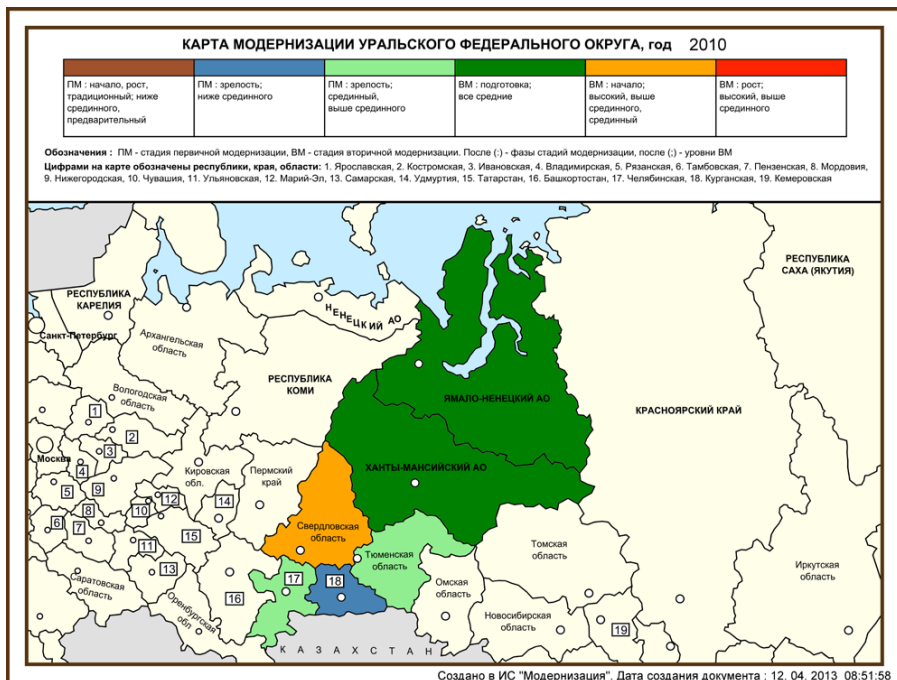 КАРТА МОДЕРНИЗАЦИИ УРАЛЬСКОГО ФЕДЕРАЛЬНОГО ОКРУГА, год 2010
ПМ : начало, рост,
традиционный; ниже
срединного,
предварительный
ПМ : зрелость;
ниже срединного
ПМ : зрелость;
срединный,
выше срединного
ВМ : подготовка;
все средние
ВМ : начало;
высокий, выше
срединного,
срединный
ВМ : рост;
высокий, выше
срединного
Обозначения : ПМ - стадия первичной модернизации, ВМ - стадия вторичной модернизации. После (:) - фазы стадий модернизации, после (;) - уровни ВМ
Цифрами на карте обозначены республики, края, области: 1. Ярославская, 2. Костромская, 3. Ивановская, 4. Владимирская, 5. Рязанская, 6. Тамбовская, 7. Пензенская, 8. Мордовия,
9. Нижегородская, 10. Чувашия, 11. Ульяновская, 12. Марий-Эл, 13. Самарская, 14. Удмуртия, 15. Татарстан, 16. Башкортостан, 17. Челябинская, 18. Курганская, 19. Кемеровская
РЕСПУБЛИКА
САХА (ЯКУТИЯ)
РЕСПУБЛИКА
КАРЕЛИЯ
НЕНЕЦКИЙ АО
Санкт-Петербург
Архангельская
область
РЕСПУБЛИКА
КОМИ
Вологодская
область
ЯМАЛО-НЕНЕЦКИЙ АО
КРАСНОЯРСКИЙ КРАЙ
1
2
Москва
3
4
Кировская
обл.
Пермский
край
ХАНТЫ-МАНСИЙСКИЙ АО
5
9
12
6
8
10
14
7
15
11
Свердловская
область
Тюменская
область
Томская
область
Иркутская
область
13
Саратовская
область
Оренбургская
обл
16
17
18
Омская
область
Новосибирская
область
19
КАЗАХСТАН
Создано в ИС "Модернизация". Дата создания документа : 12. 04. 2013 08:51:58